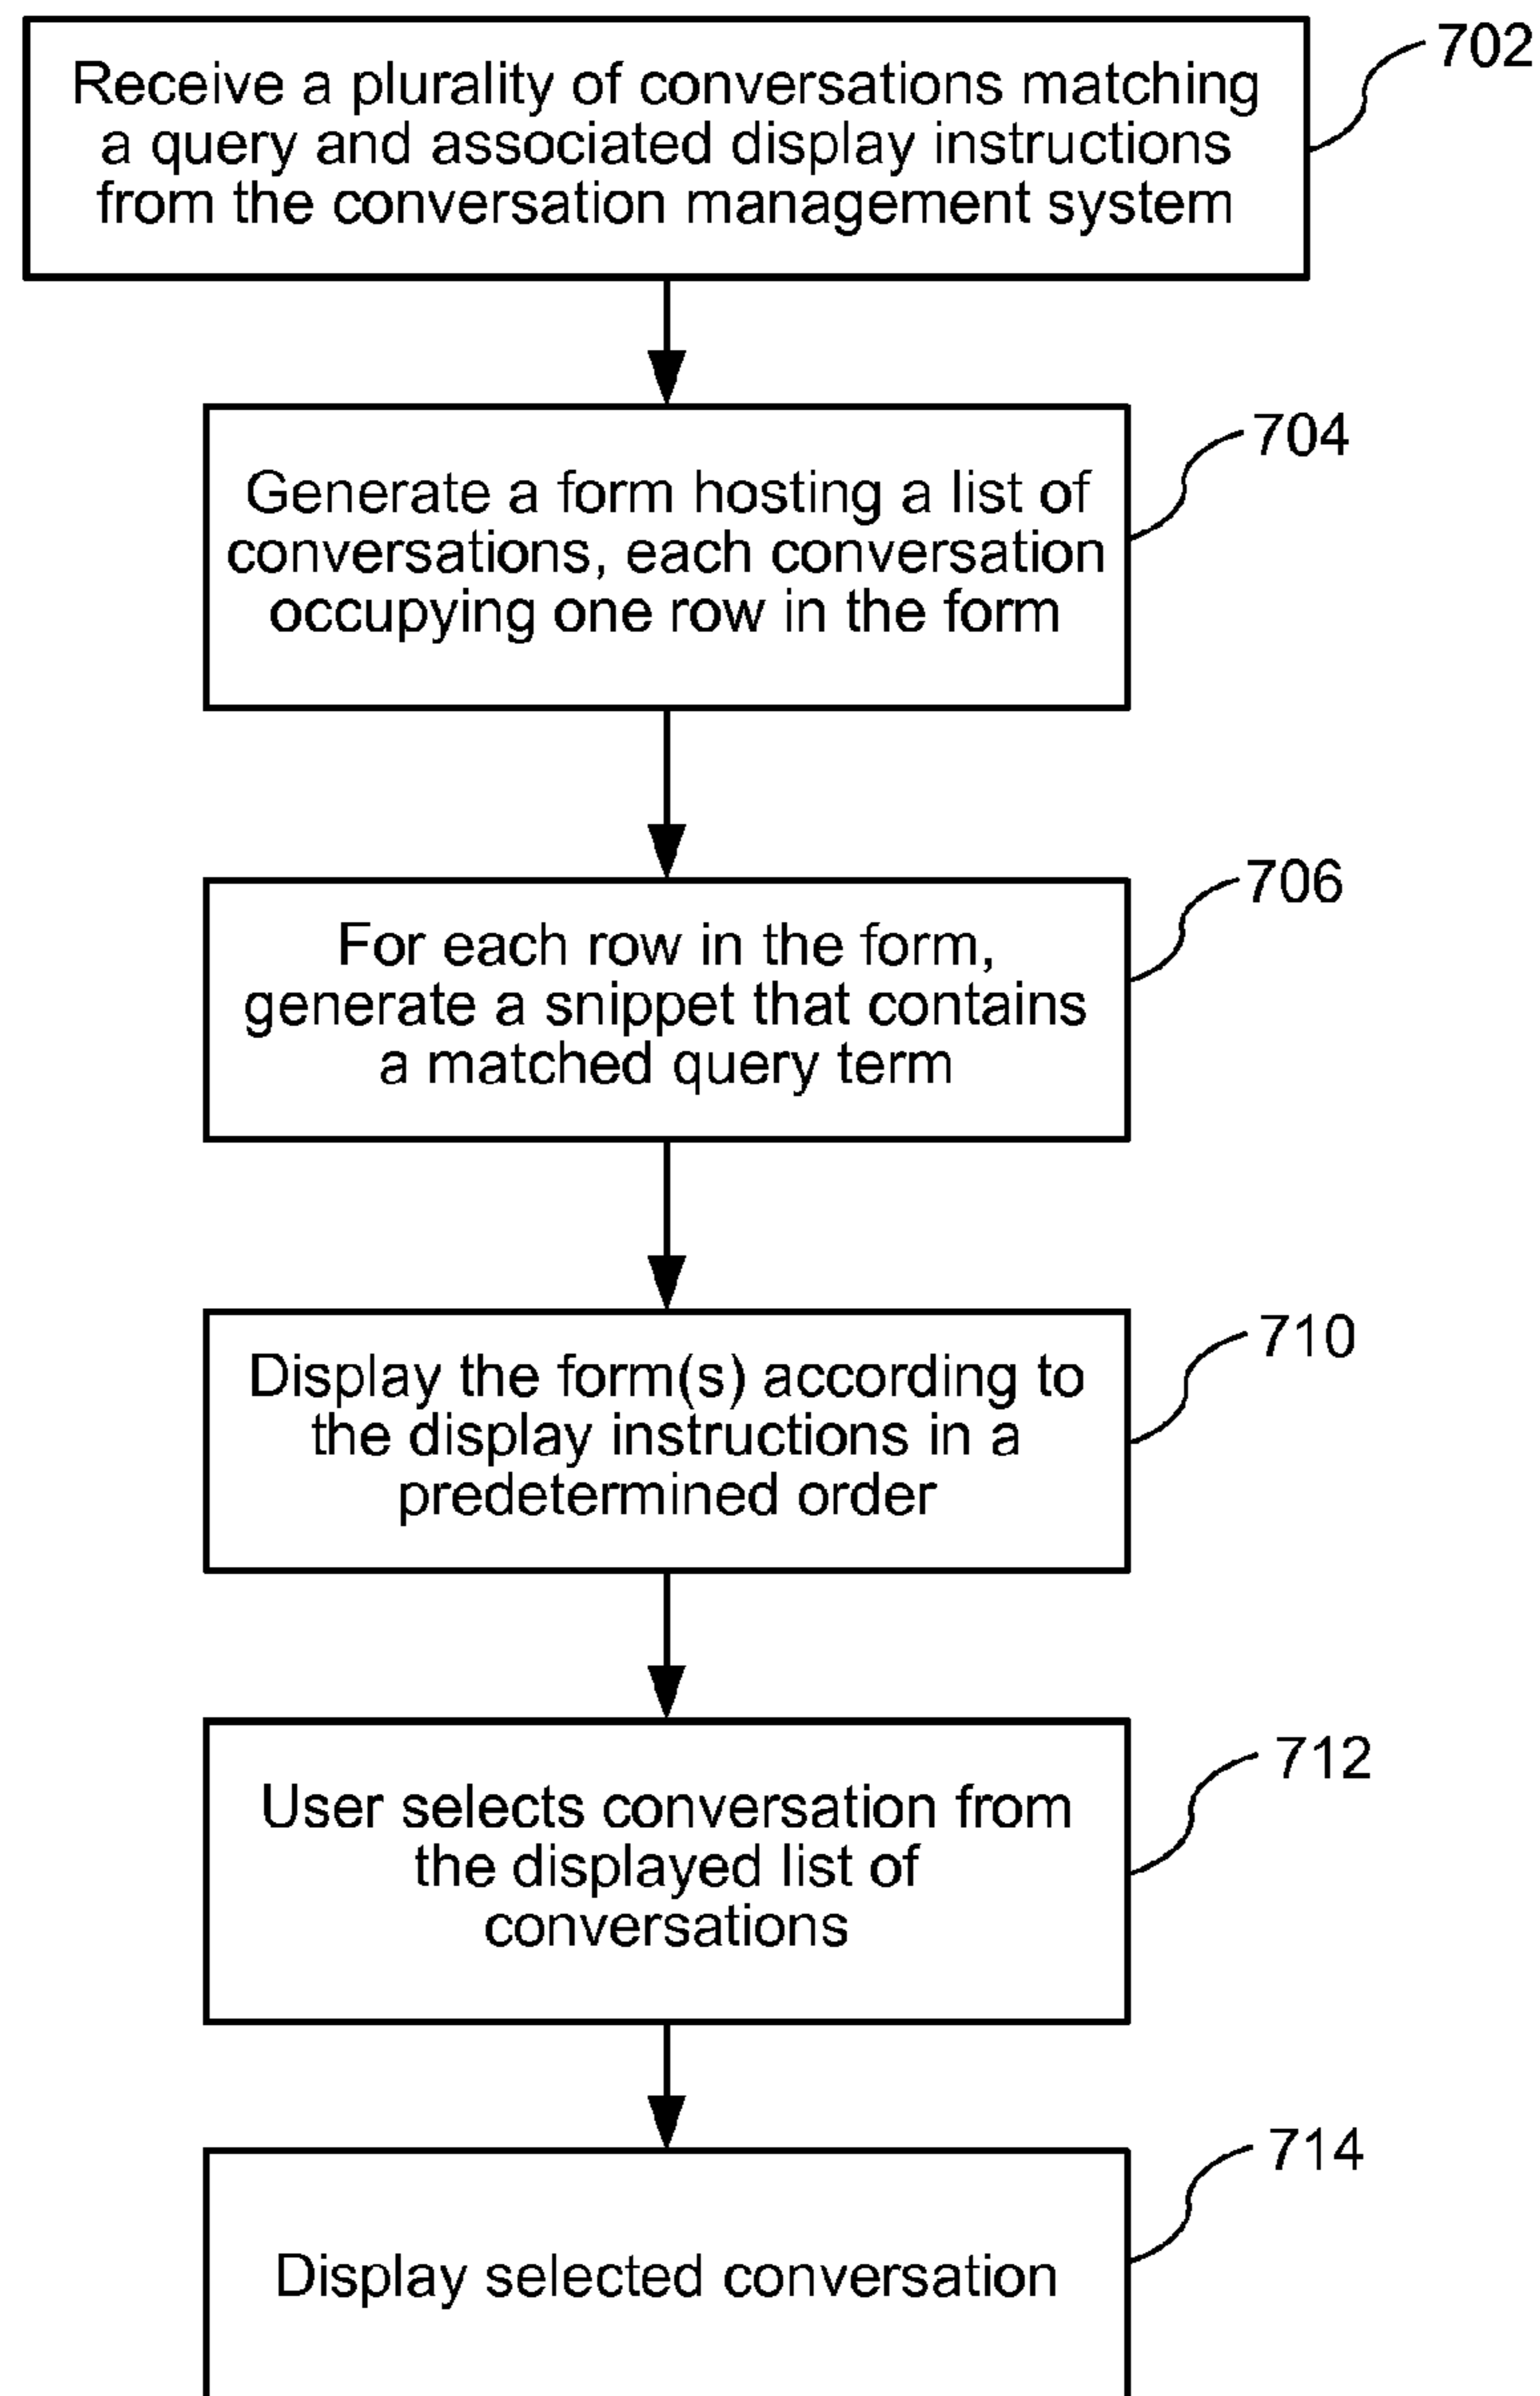 702
Receive a plurality of conversations matching
a query and associated display instructions
from the conversation management system
704
Generate a form hosting a list of
conversations, each conversation
occupying one row in the form
706
For each row in the form,
generate a snippet that contains
a matched query term
710
Display the form(s) according to
the display instructions in a
predetermined order
712
User selects conversation from
the displayed list of
conversations
714
Display selected conversation